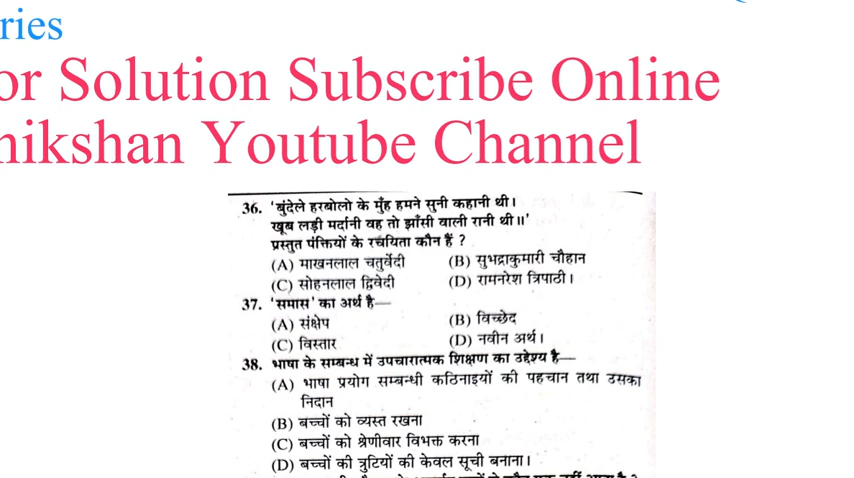 ries
or Solution Subscribe Online
hikshan Youtube Channel
36. 'बुंदेले हरबोलो के मुँह हमने सुनी कहानी थी।
खूब लड़ी मर्दानी वह तो झाँसी वाली रानी थी॥'
प्रस्तुत पंक्तियों के रचयिता कौन हैं ?
(A) माखनलाल चतुर्वेदी (B) सुभद्राकुमारी चौहान
(C) सोहनलाल द्विवेदी (D) रामनरेश त्रिपाठी।
37. 'समास' का अर्थ है—
(A) संक्षेप (B) विच्छेद
(C) विस्तार (D) नवीन अर्थ।
38. भाषा के सम्बन्ध में उपचारात्मक शिक्षण का उद्देश्य है—
(A) भाषा प्रयोग सम्बन्धी कठिनाइयों की पहचान तथा उसका
निदान
(B) बच्चों को व्यस्त रखना
(C) बच्चों को श्रेणीवार विभक्त करना
(D) बच्चों की त्रुटियों की केवल सूची बनाना।